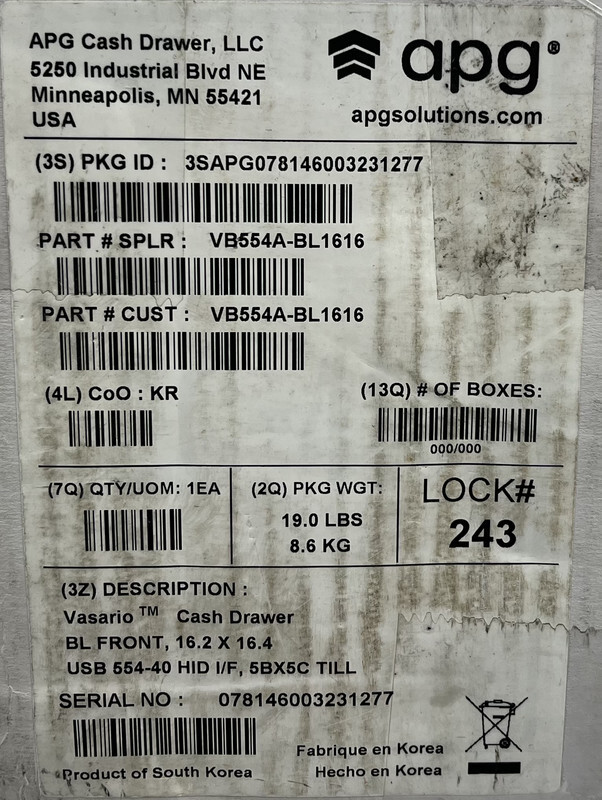 APG Cash Drawer, LLC
5250 Industrial Blvd NE
Minneapolis, MN 55421
USA
apg®
apgsolutions.com
(3S) PKG ID : 3SAPG078146003231277
PART # SPLR : VB554A-BL1616
PART # CUST : VB554A-BL1616
(4L) CoO : KR
(13Q) # OF BOXES:
000/000
(7Q) QTY/UOM: 1EA
(2Q) PKG WGT:
19.0 LBS
8.6 KG
LOCK#
243
(3Z) DESCRIPTION :
Vasario™ Cash Drawer
BL FRONT, 16.2 X 16.4
USB 554-40 HID I/F, 5BX5C TILL
SERIAL NO : 078146003231277
Fabrique en Korea
Product of South Korea
Hecho en Korea